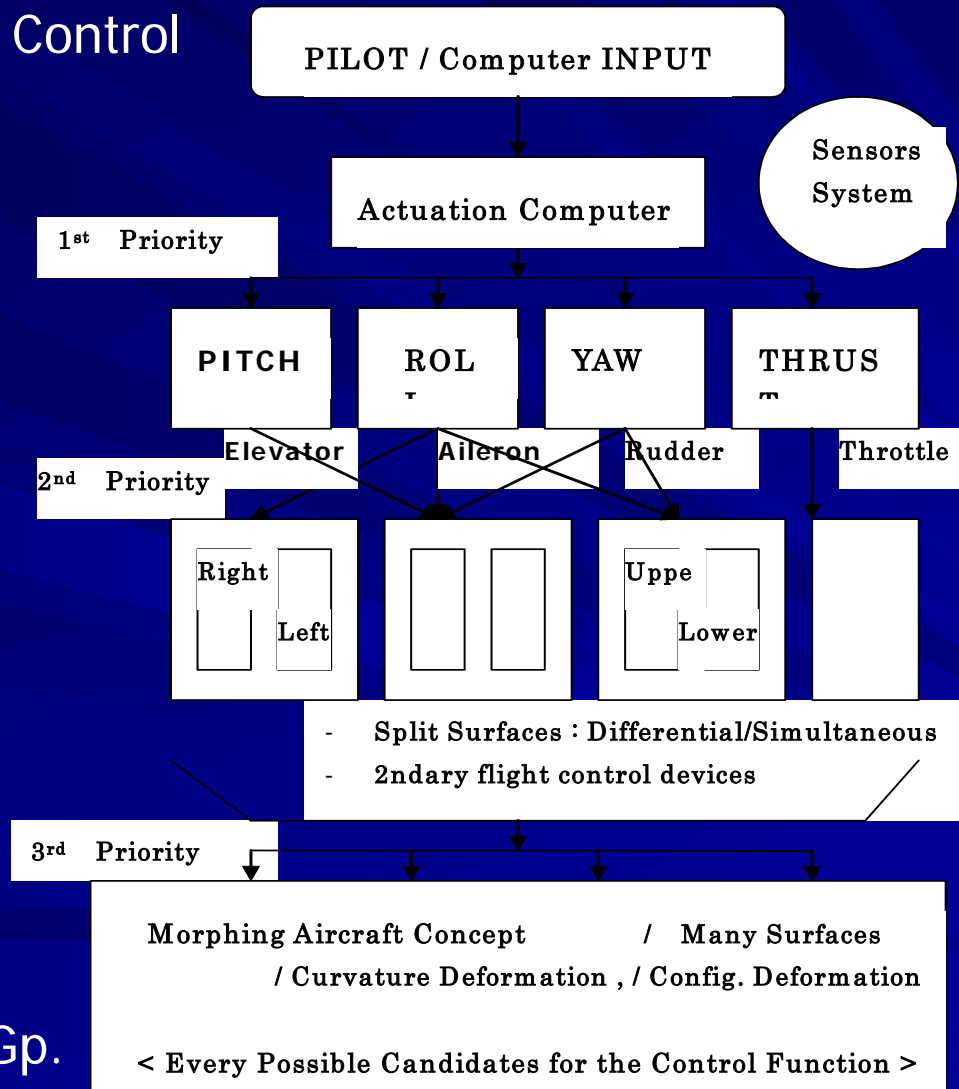 Control
PILOT / Computer INPUT
Sensors
System
Actuation Computer
1st Priority
PITCH
ROL
YAW
THRUS
Elevator
Aileron
Rudder
Throttle
2nd Priority
Right
Left
Uppe
Lower
- Split Surfaces : Differential/Simultaneous
- 2ndary flight control devices
3rd Priority
Morphing Aircraft Concept / Many Surfaces
/ Curvature Deformation , / Config. Deformation
Gp.
< Every Possible Candidates for the Control Function >